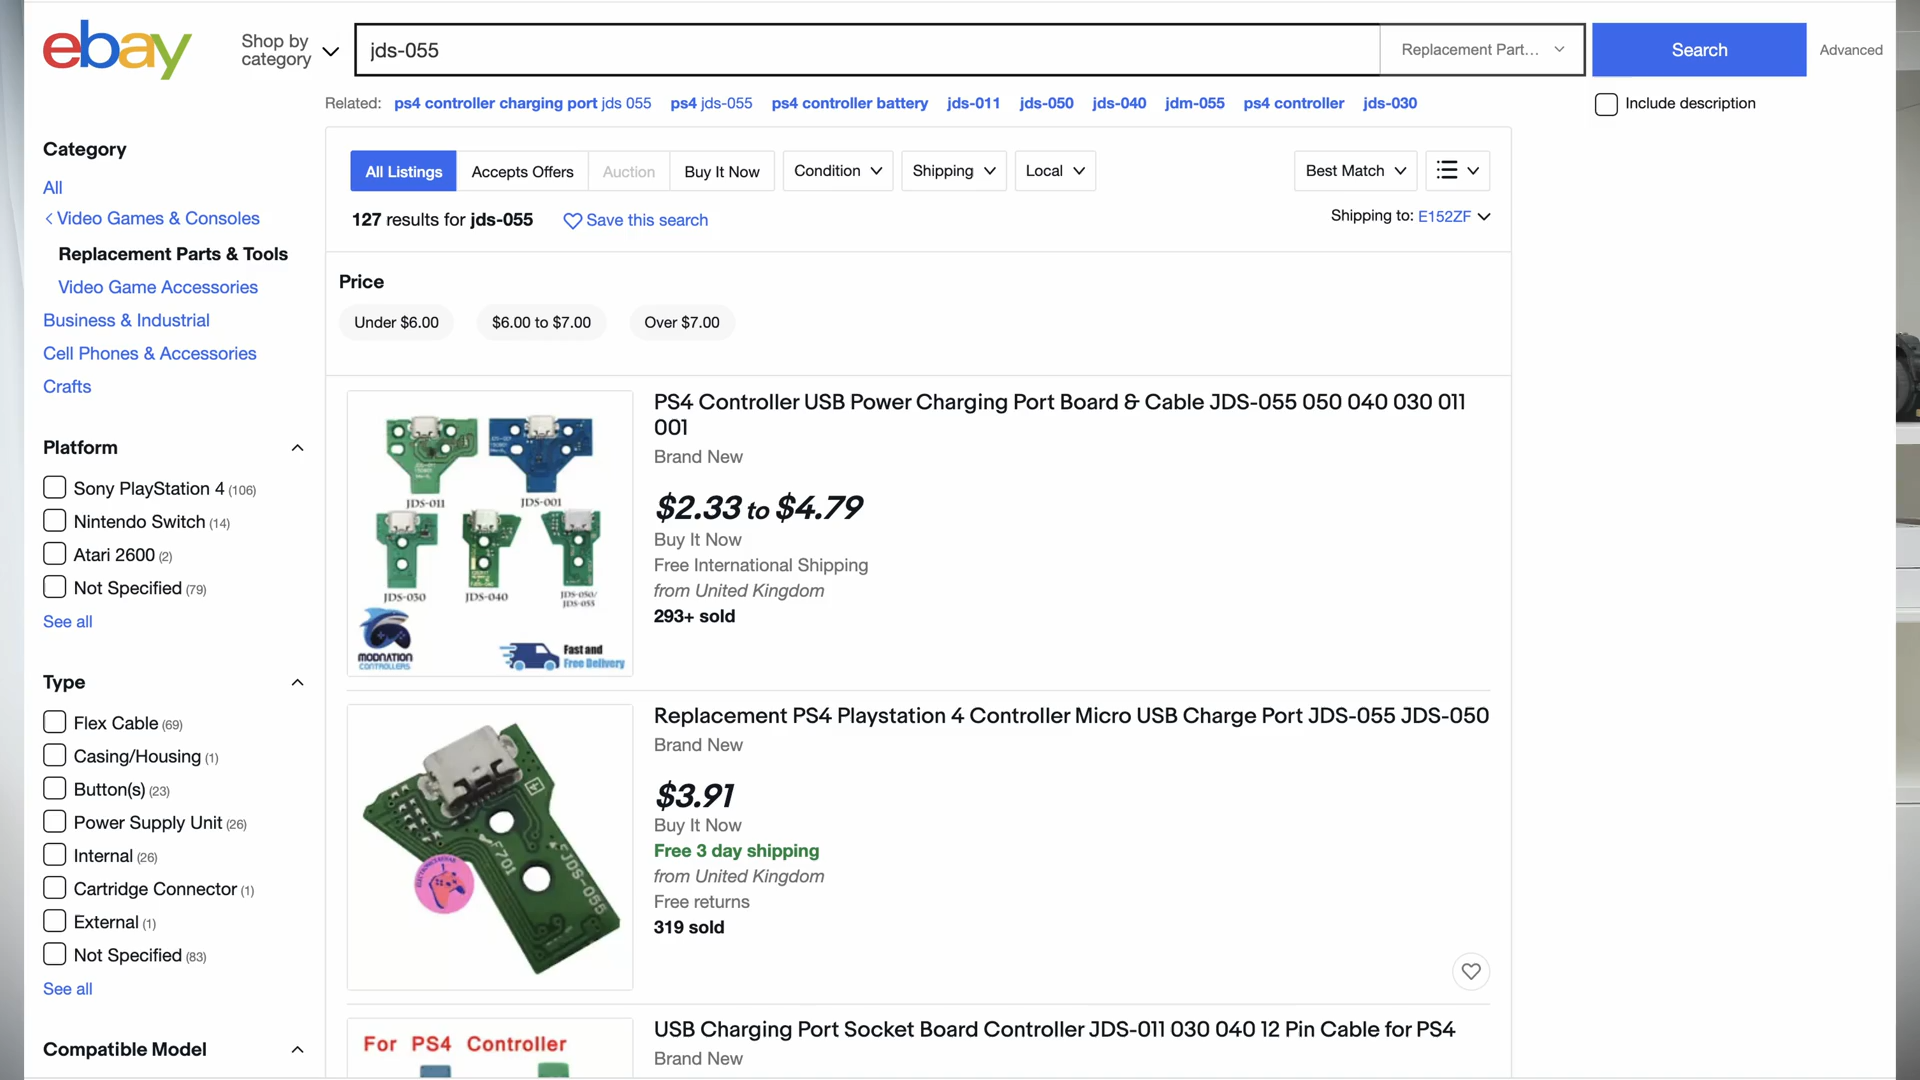 ebay
Shop by category
jds-055
Replacement Part...
Search
Advanced
Related: ps4 controller charging port jds 055 ps4 jds-055 ps4 controller battery jds-011 jds-050 jds-040 jdm-055 ps4 controller jds-030
Include description
Category
All
Video Games & Consoles
Replacement Parts & Tools
Video Game Accessories
Business & Industrial
Cell Phones & Accessories
Crafts
Platform
Sony PlayStation 4 (106)
Nintendo Switch (14)
Atari 2600 (2)
Not Specified (79)
See all
Type
Flex Cable (69)
Casing/Housing (1)
Button(s) (23)
Power Supply Unit (26)
Internal (26)
Cartridge Connector (1)
External (1)
Not Specified (83)
See all
Compatible Model
All Listings
Accepts Offers
Auction
Buy It Now
Condition
Shipping
Local
Best Match
127 results for jds-055
Save this search
Shipping to: E152ZF
Price
Under $6.00
$6.00 to $7.00
Over $7.00
JDS-011
JDS-001
JDS-030
JDS-040
JDS-050/
JDS-055
MODNATION
CONTROLLERS
Fast and
Free Delivery
PS4 Controller USB Power Charging Port Board & Cable JDS-055 050 040 030 011
001
Brand New
$2.33 to $4.79
Buy It Now
Free International Shipping
from United Kingdom
293+ sold
F701
JDS-055
Replacement PS4 Playstation 4 Controller Micro USB Charge Port JDS-055 JDS-050
Brand New
$3.91
Buy It Now
Free 3 day shipping
from United Kingdom
Free returns
319 sold
For PS4 Controller
USB Charging Port Socket Board Controller JDS-011 030 040 12 Pin Cable for PS4
Brand New